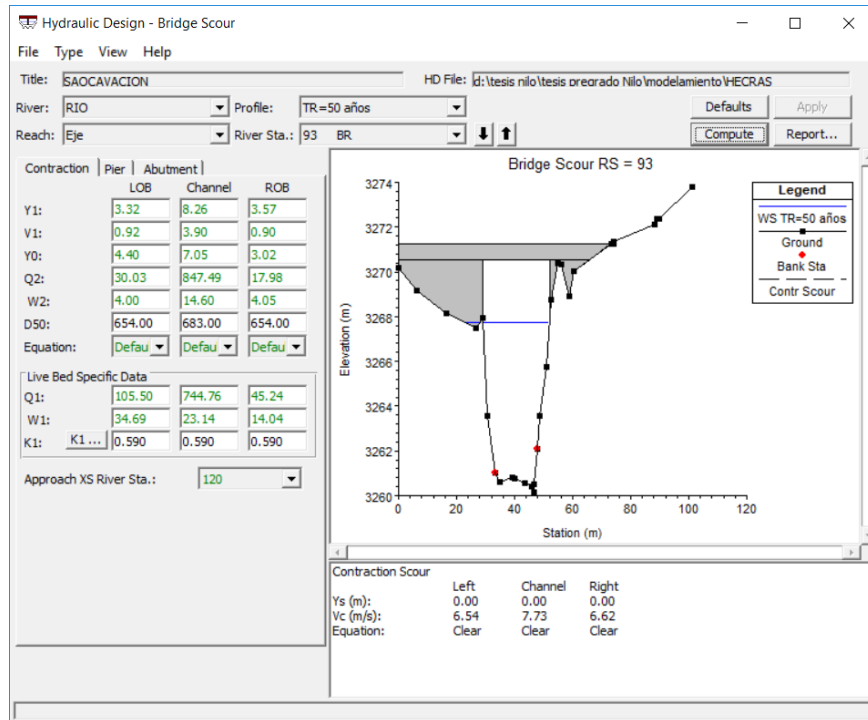 Hydraulic Design - Bridge Scour
File Type View Help
Title: SAOCAVACION HD File: d:\tesis nilo\tesis pregrado Nilo\modelamiento\HECRAS
River: RIO Profile: TR=50 años Defaults Apply
Reach: Eje River Sta.: 93 BR Compute Report...
Contraction Pier Abutment
LOB Channel ROB
Y1: 3.32 8.26 3.57
V1: 0.92 3.90 0.90
Y0: 4.40 7.05 3.02
Q2: 30.03 847.49 17.98
W2: 4.00 14.60 4.05
D50: 654.00 683.00 654.00
Equation: Defau Defau Defau
Live Bed Specific Data
Q1: 105.50 744.76 45.24
W1: 34.69 23.14 14.04
K1: K1 ... 0.590 0.590 0.590
Approach XS River Sta.: 120
Bridge Scour RS = 93
3274
3272
3270
3268
3266
3264
3262
3260
Elevation (m)
0 20 40 60 80 100 120
Station (m)
Legend
WS TR=50 años
Ground
Bank Sta
Contr Scour
Contraction Scour
Left Channel Right
Ys (m): 0.00 0.00 0.00
Vc (m/s): 6.54 7.73 6.62
Equation: Clear Clear Clear